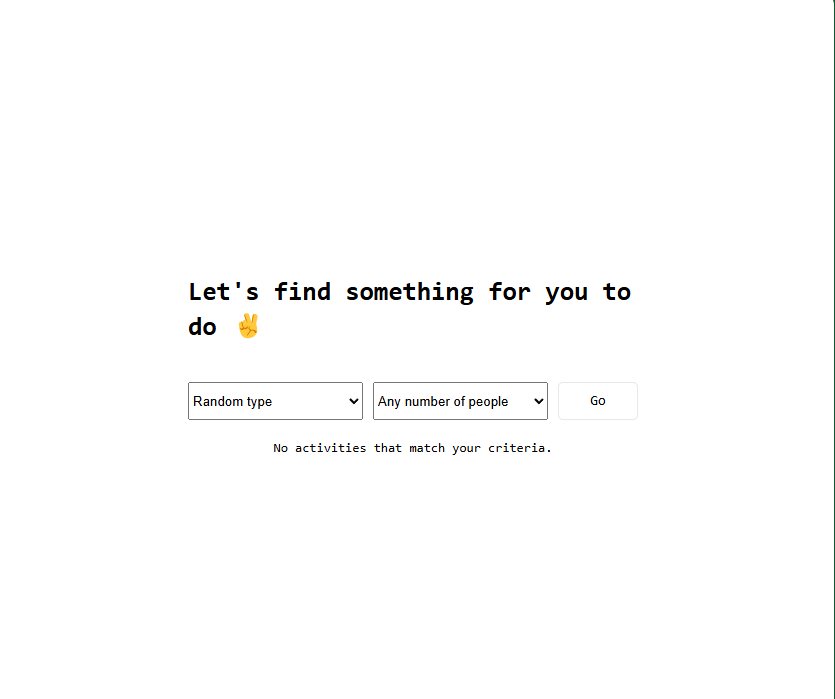 Let's find something for you to
do ✌️
Random type
Any number of people
Go
No activities that match your criteria.